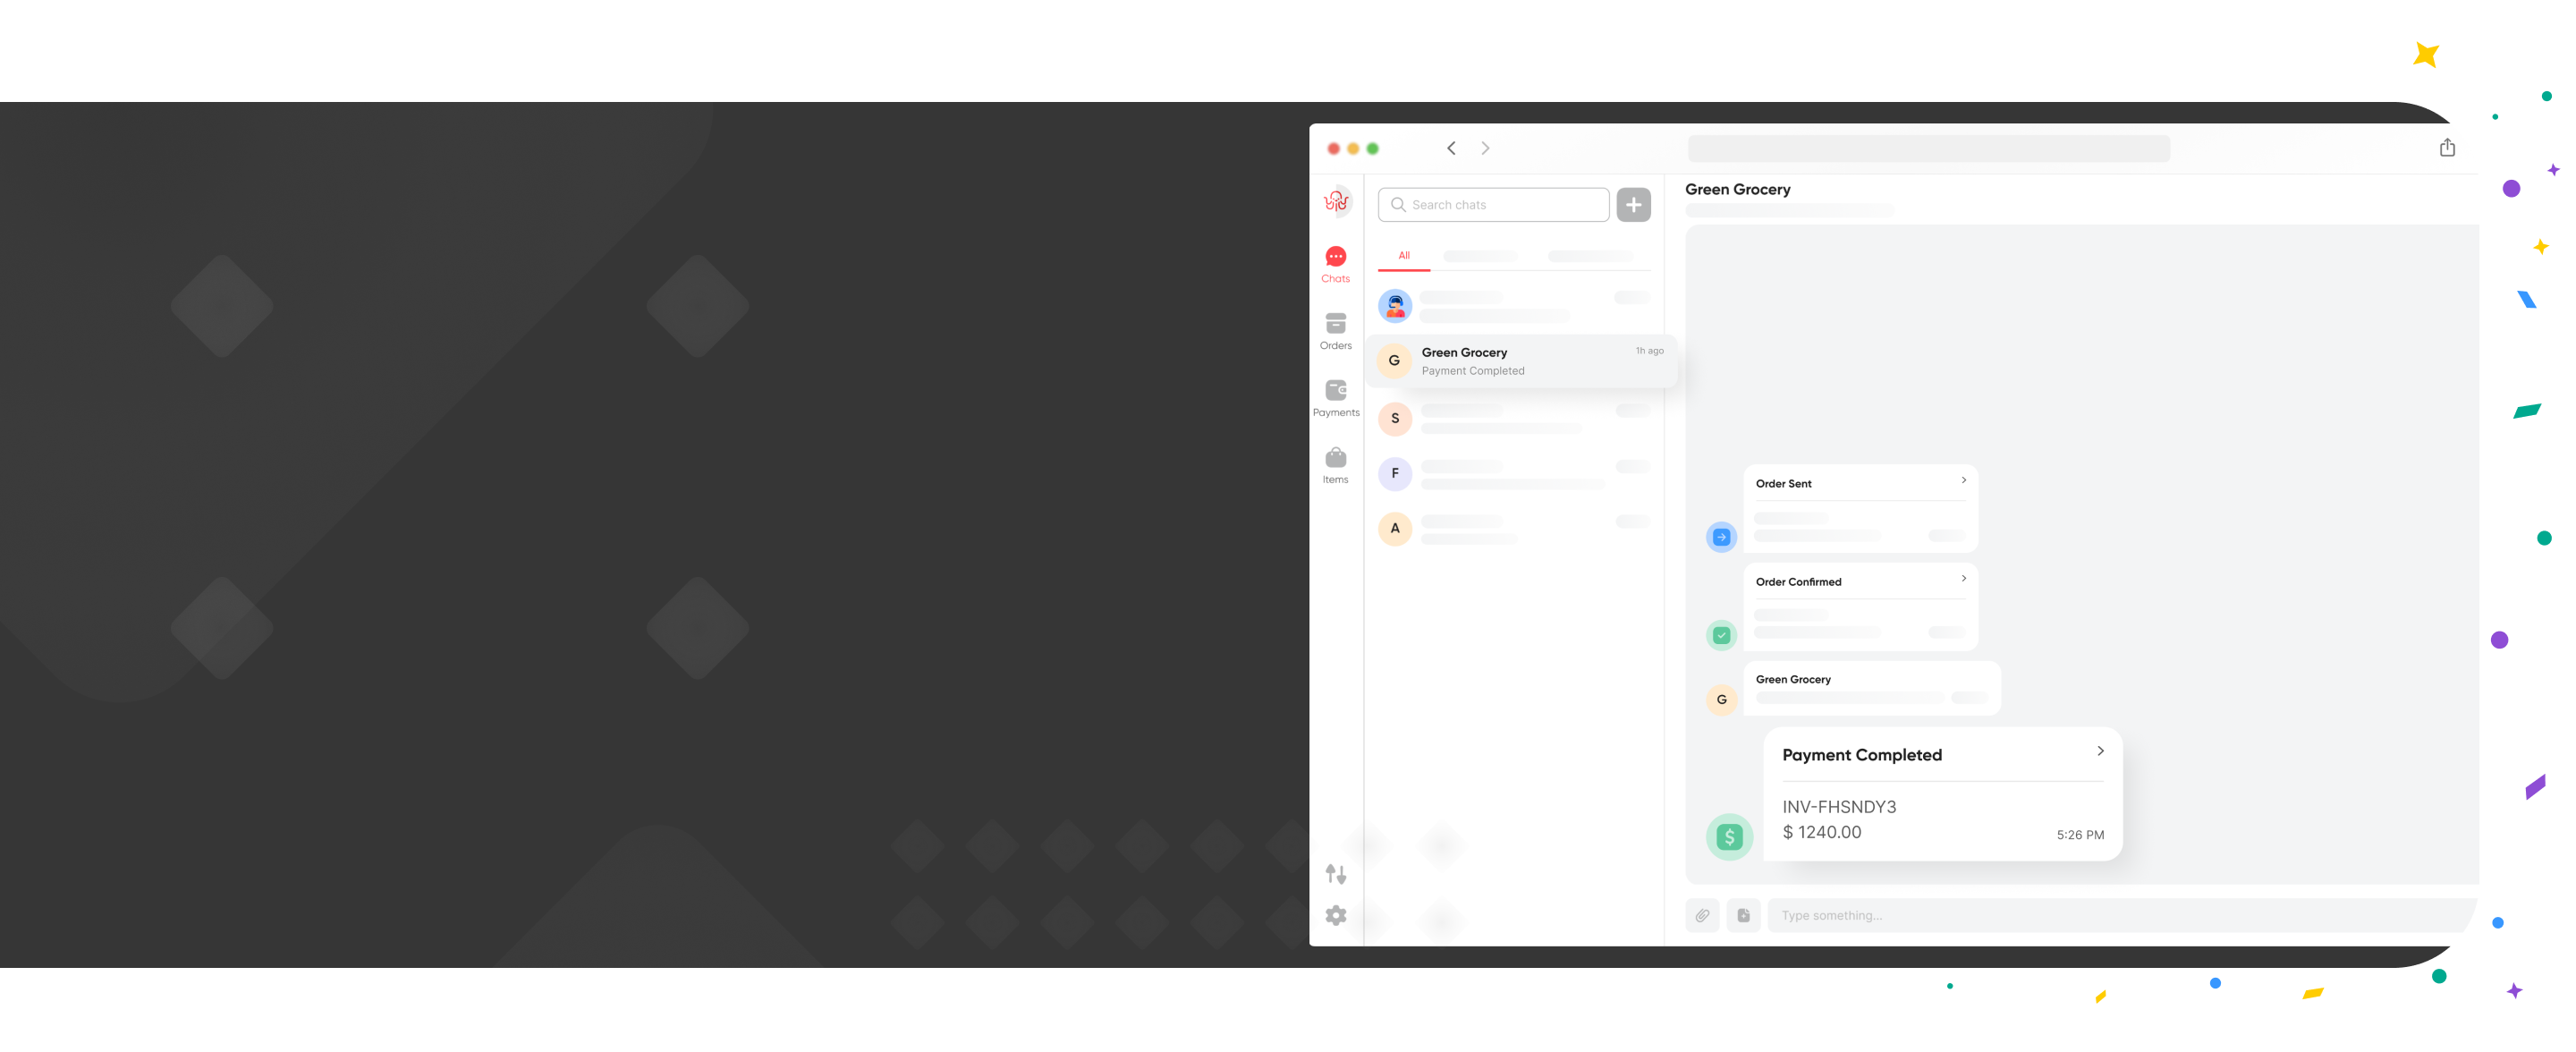 Search chats
All
Chats
Orders
Payments
Items
G
Green Grocery
1h ago
Payment Completed
S
F
A
Green Grocery
Order Sent
Order Confirmed
G
Green Grocery
Payment Completed
INV-FHSNDY3
$ 1240.00
5:26 PM
$
Type something...